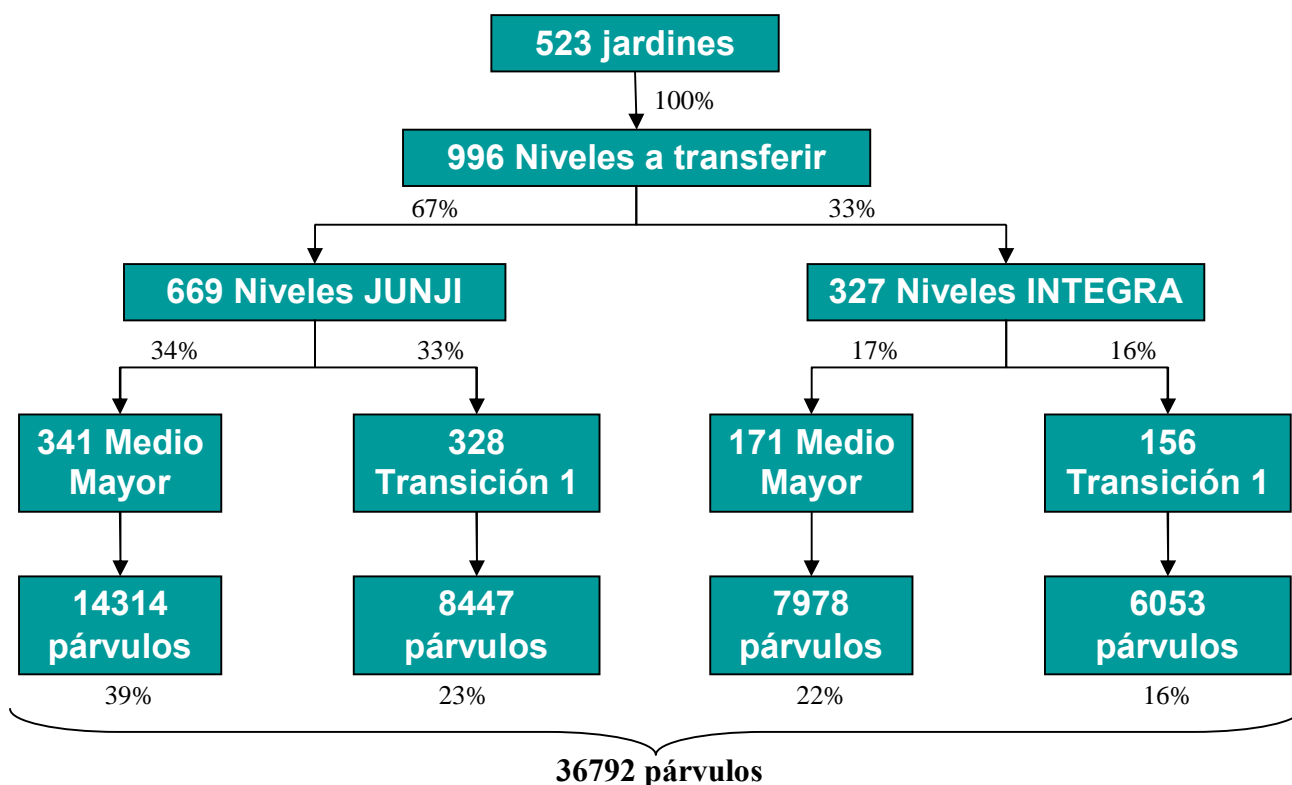 523 jardines
100%
996 Niveles a transferir
67%
33%
669 Niveles JUNJI
327 Niveles INTEGRA
34%
33%
17%
16%
341 Medio
Mayor
328
Transición 1
171 Medio
Mayor
156
Transición 1
14314
párvulos
8447
párvulos
7978
párvulos
6053
párvulos
39%
23%
22%
16%
36792 párvulos